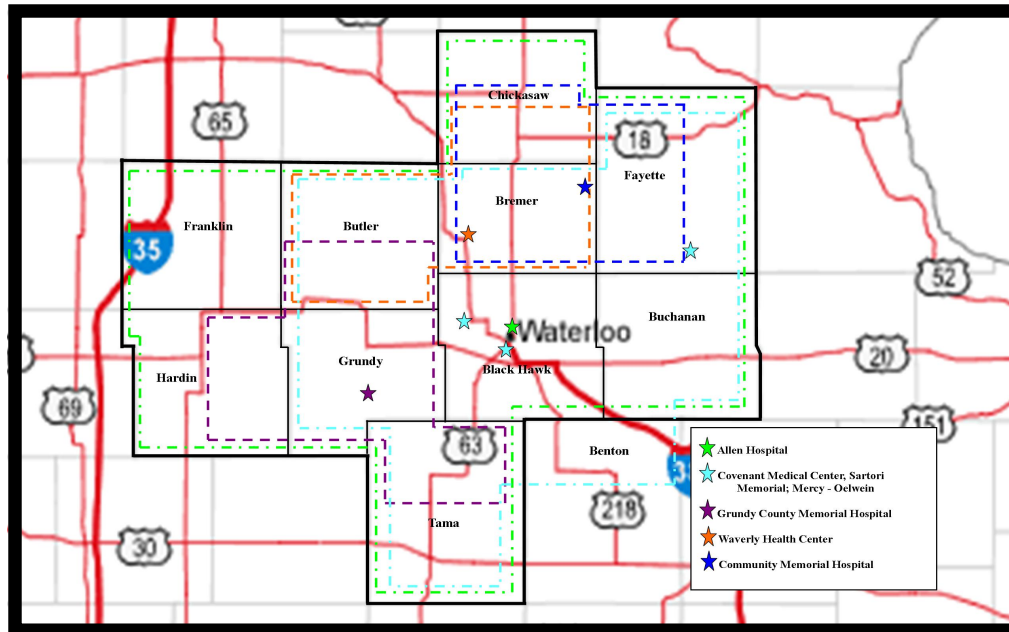 Chickasaw
65
18
Fayette
Bremer
Franklin
Butler
35
52
Buchanan
Waterloo
20
Grundy
Black Hawk
Hardin
69
151
63
Benton
Allen Hospital
Covenant Medical Center, Sartori
Memorial; Mercy - Oelwein
218
Grundy County Memorial Hospital
Tama
Waverly Health Center
30
Community Memorial Hospital